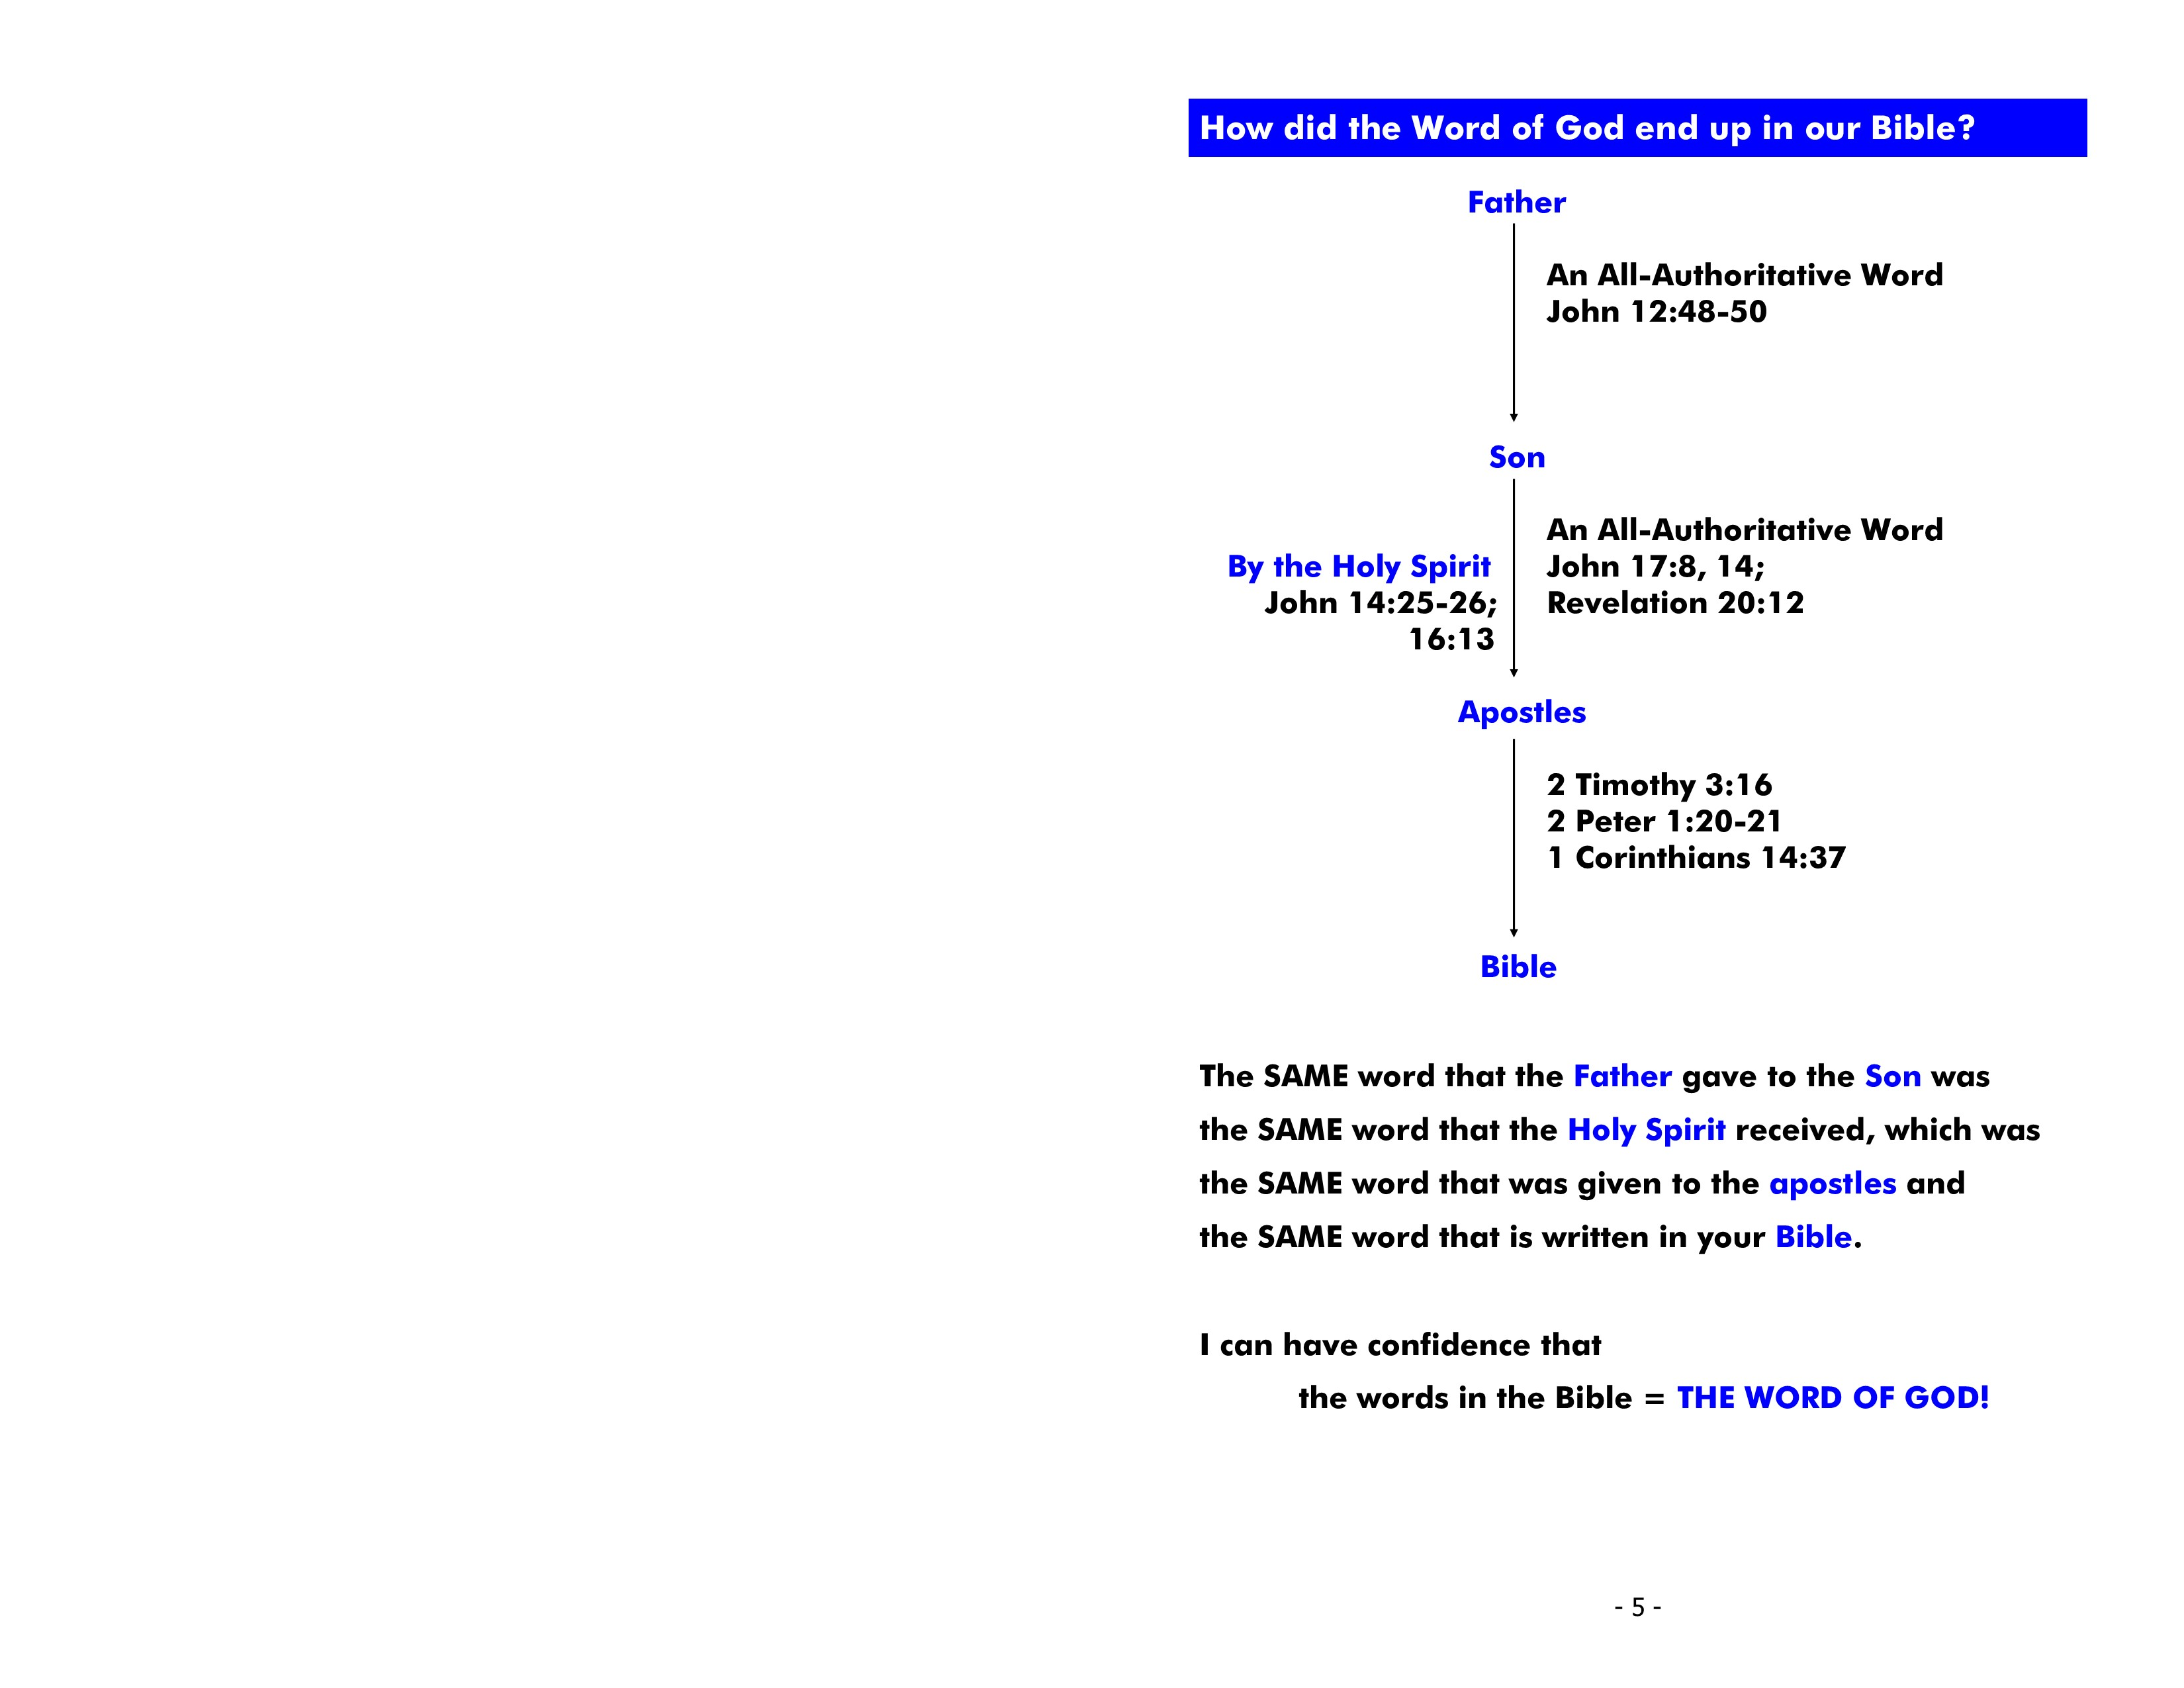 How did the Word of God end up in our Bible?
Father
An All-Authoritative Word
John 12:48-50
Son
An All-Authoritative Word
By the Holy Spirit
John 17:8, 14;
John 14:25-26;
Revelation 20:12
16:13
Apostles
2 Timothy 3:16
2 Peter 1:20-21
1 Corinthians 14:37
Bible
The SAME word that the Father gave to the Son was
the SAME word that the Holy Spirit received, which was
the SAME word that was given to the apostles and
the SAME word that is written in your Bible.
I can have confidence that
the words in the Bible = THE WORD OF GOD!
- 5 -